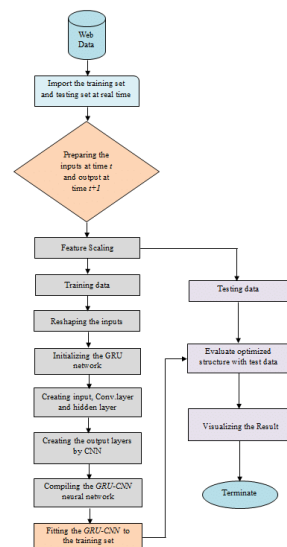 Web
Data
Import the training set
and testing set at real time
Preparing the
inputs at time t
and output at
time t+1
Feature Scaling
Training data
Reshaping the inputs
Initializing the GRU
network
Creating input, Conv.layer
and hidden layer
Creating the output layers
by CNN
Compiling the GRU-CNN
neural network
Fitting the GRU-CNN to
the training set
Testing data
Evaluate optimized
structure with test data
Visualizing the Result
Terminate